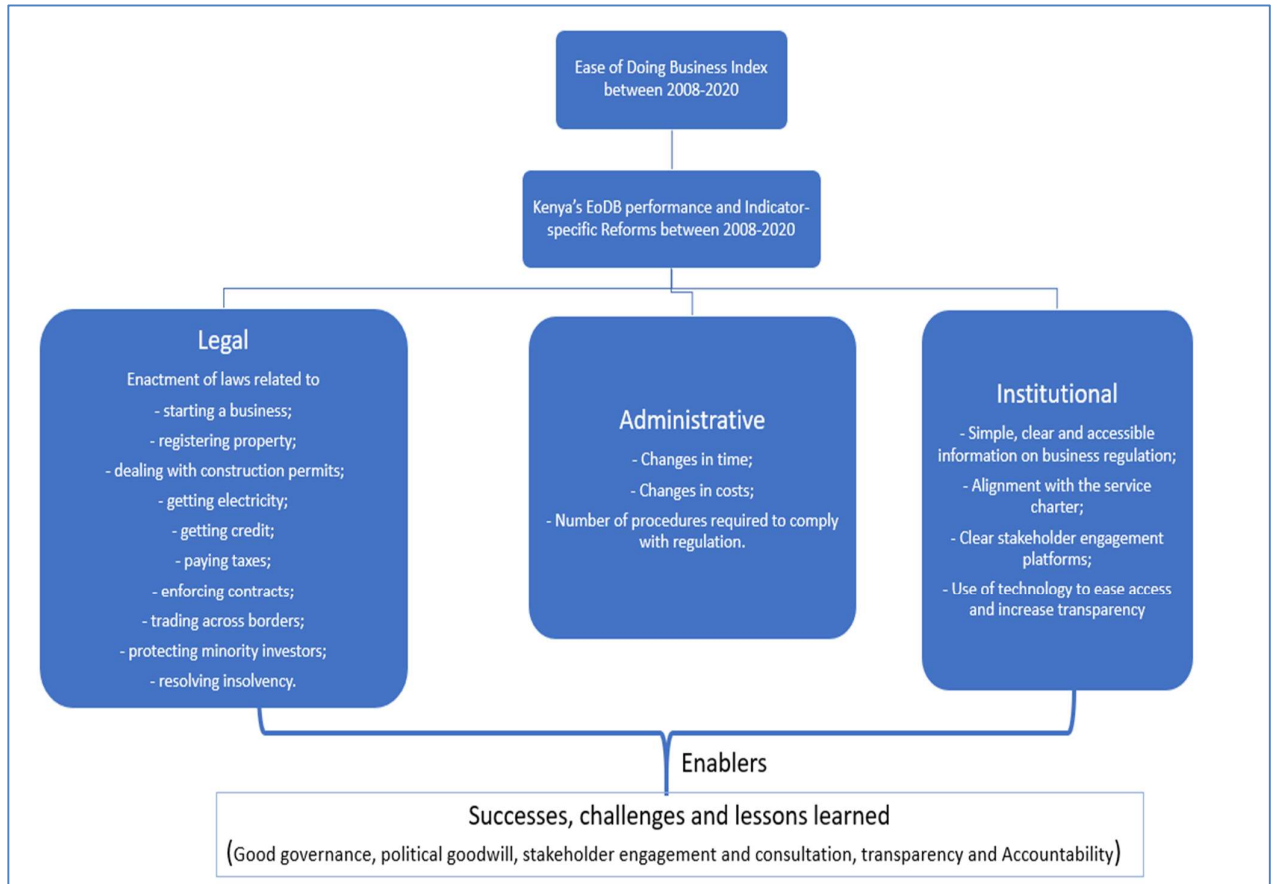 Ease of Doing Business Index
between 2008-2020
Kenya's EoDB performance and Indicator-
specific Reforms between 2008-2020
Legal
Enactment of laws related to
- starting a business;
- registering property;
- dealing with construction permits;
- getting electricity;
- getting credit;
- paying taxes;
- enforcing contracts;
- trading across borders;
- protecting minority investors;
- resolving insolvency.
Administrative
- Changes in time;
- Changes in costs;
- Number of procedures required to comply
with regulation.
Institutional
- Simple, clear and accessible
information on business regulation;
- Alignment with the service
charter;
- Clear stakeholder engagement
platforms;
- Use of technology to ease access
and increase transparency
Enablers
Successes, challenges and lessons learned
(Good governance, political goodwill, stakeholder engagement and consultation, transparency and Accountability)